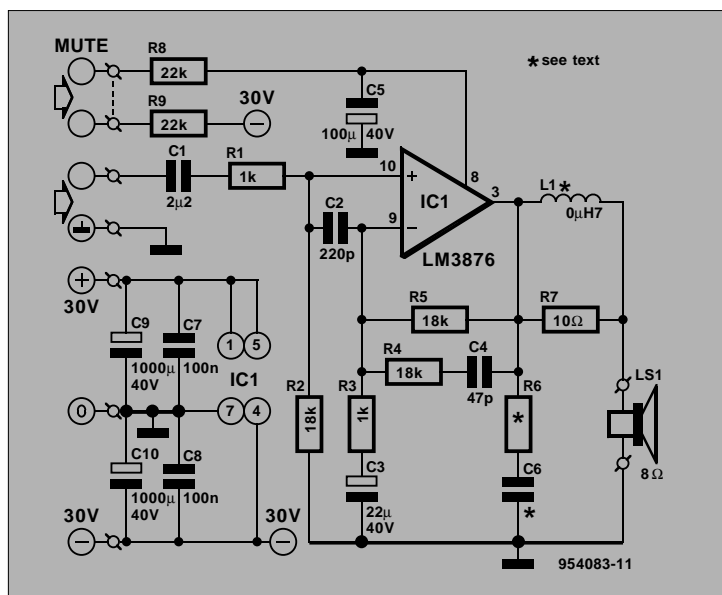 MUTE
R8
22k
R9
22k
30V
* see text
C5
100µ 40V
C1
2µ2
R1
1k
10
8
3
9
IC1
LM3876
C2
220p
L1 *
0µH7
R5
18k
R7
10Ω
R4
18k
C4
47p
R2
18k
R3
1k
R6
*
C3
22µ
40V
C6
*
LS1
8Ω
30V
C9
1000µ
40V
C7
100n
1 5
IC1
0
7 4
C10
1000µ
40V
C8
100n
30V
30V
954083-11